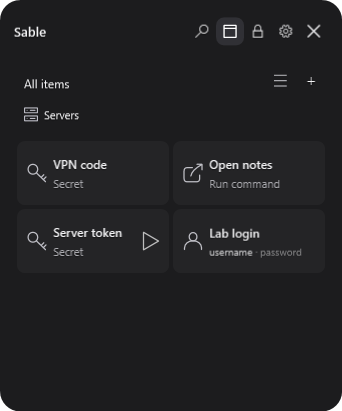 Sable
All items
Servers
VPN code
Secret
Open notes
Run command
Server token
Secret
Lab login
username · password